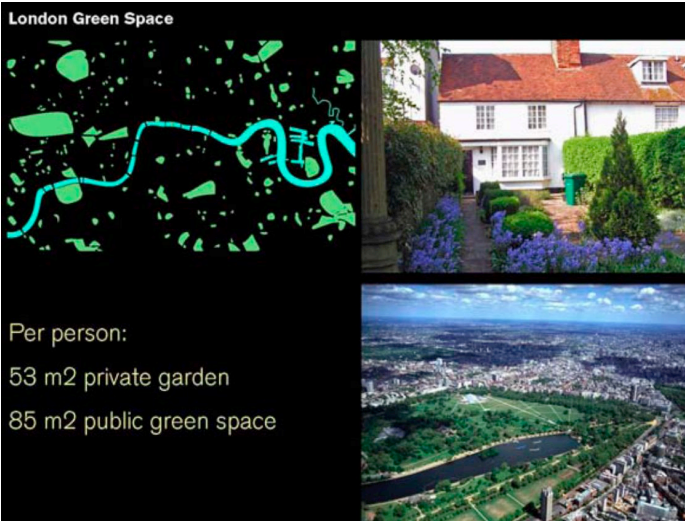 London Green Space
Per person:
53 m2 private garden
85 m2 public green space